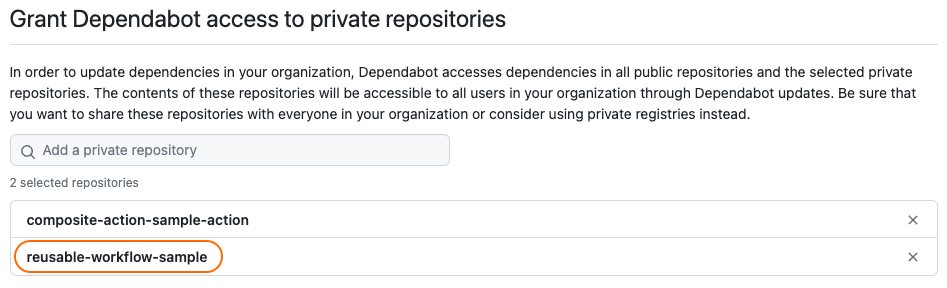 Grant Dependabot access to private repositories
In order to update dependencies in your organization, Dependabot accesses dependencies in all public repositories and the selected private
repositories. The contents of these repositories will be accessible to all users in your organization through Dependabot updates. Be sure that
you want to share these repositories with everyone in your organization or consider using private registries instead.
Add a private repository
2 selected repositories
composite-action-sample-action
reusable-workflow-sample